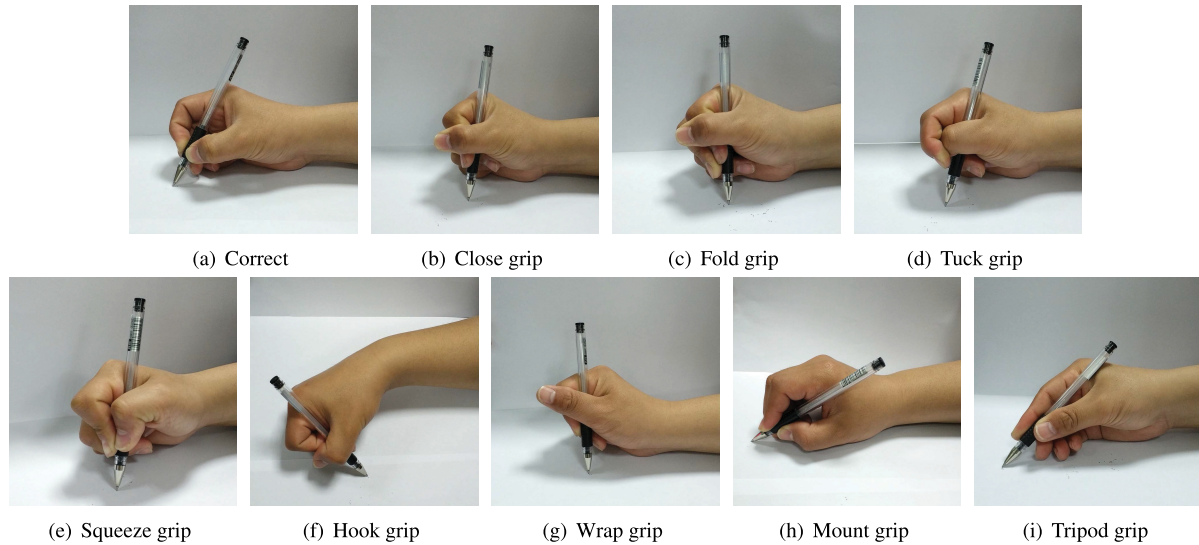 (a) Correct
(b) Close grip
(c) Fold grip
(d) Tuck grip
(e) Squeeze grip
(f) Hook grip
(g) Wrap grip
(h) Mount grip
(i) Tripod grip